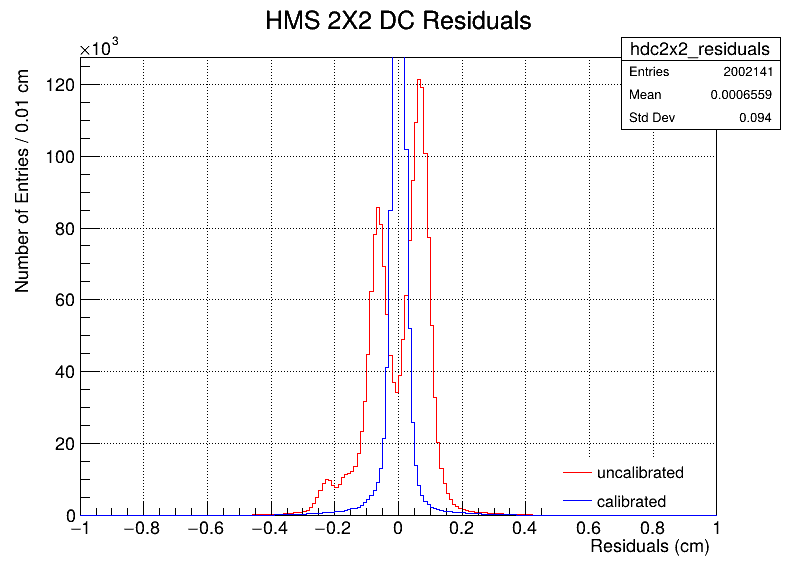 HMS 2X2 DC Residuals
×10³
hdc2x2_residuals
Entries 2002141
Mean 0.0006559
Std Dev 0.094
Number of Entries / 0.01 cm
120
100
80
60
40
20
0
uncalibrated
calibrated
−1 −0.8 −0.6 −0.4 −0.2 0 0.2 0.4 0.6 0.8 1
Residuals (cm)